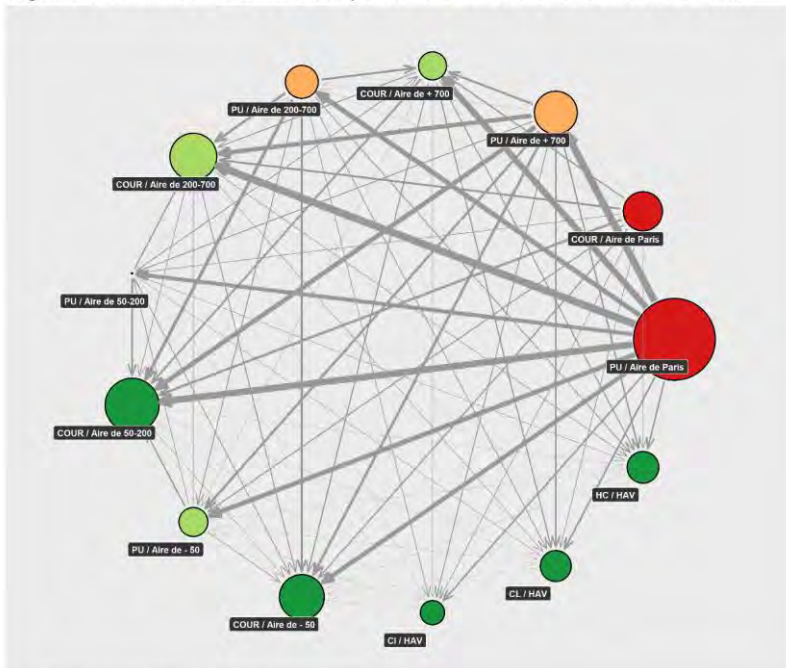 COUR / Aire de + 700
PU / Aire de 200-700
PU / Aire de + 700
COUR / Aire de 200-700
COUR / Aire de Paris
PU / Aire de 50-200
PU / Aire de Paris
COUR / Aire de 50-200
HC / HAV
PU / Aire de - 50
CL / HAV
COUR / Aire de - 50
CI / HAV